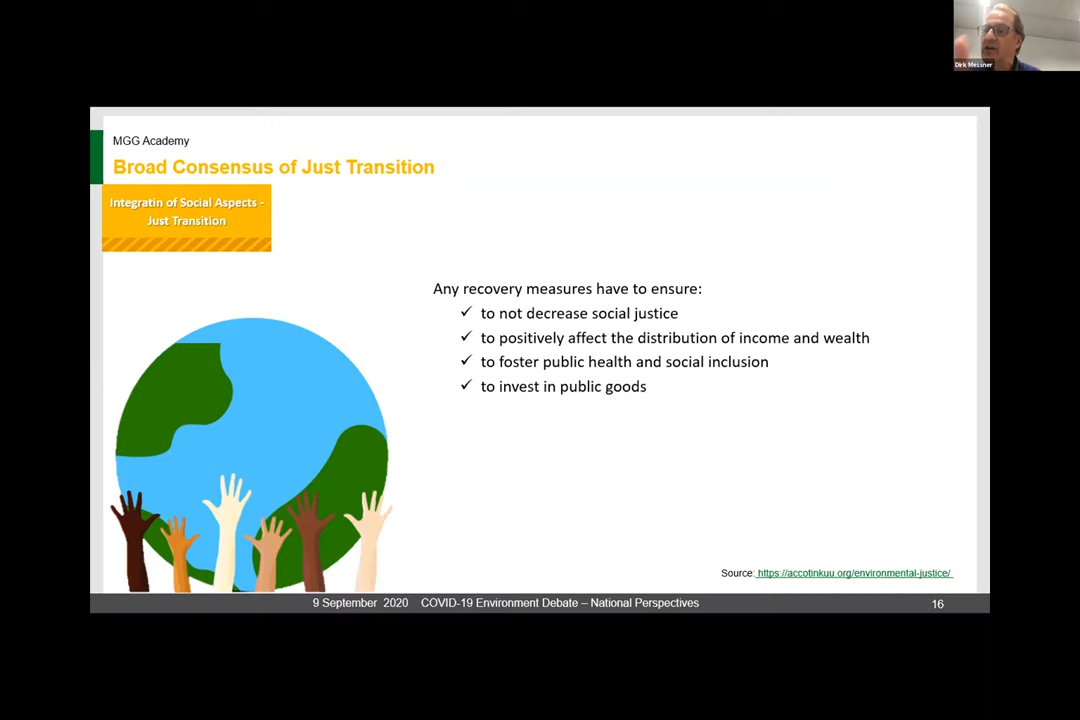 Dirk Messner
MGG Academy
Broad Consensus of Just Transition
Integratin of Social Aspects -
Just Transition
Any recovery measures have to ensure:
✓ to not decrease social justice
✓ to positively affect the distribution of income and wealth
✓ to foster public health and social inclusion
✓ to invest in public goods
Source: https://accotinkuu.org/environmental-justice/
9 September 2020 COVID-19 Environment Debate – National Perspectives 16